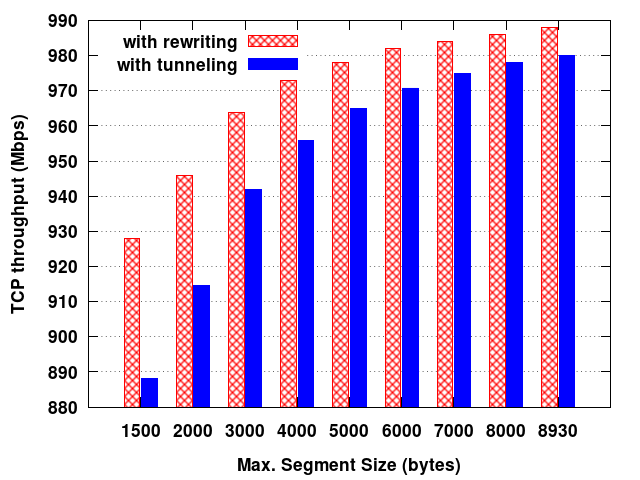 990
980
970
960
950
940
930
920
910
900
890
880
TCP throughput (Mbps)
with rewriting
with tunneling
1500 2000 3000 4000 5000 6000 7000 8000 8930
Max. Segment Size (bytes)